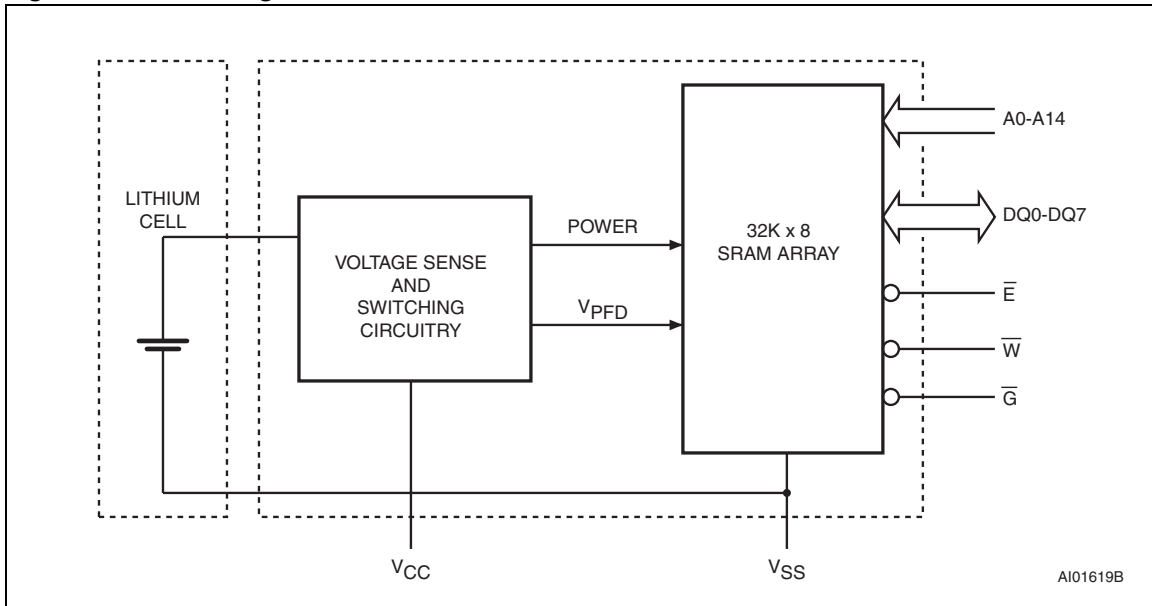 LITHIUM
CELL
VOLTAGE SENSE
AND
SWITCHING
CIRCUITRY
POWER
VPFD
32K x 8
SRAM ARRAY
A0-A14
DQ0-DQ7
E̅
W̅
G̅
VCC
VSS
AI01619B